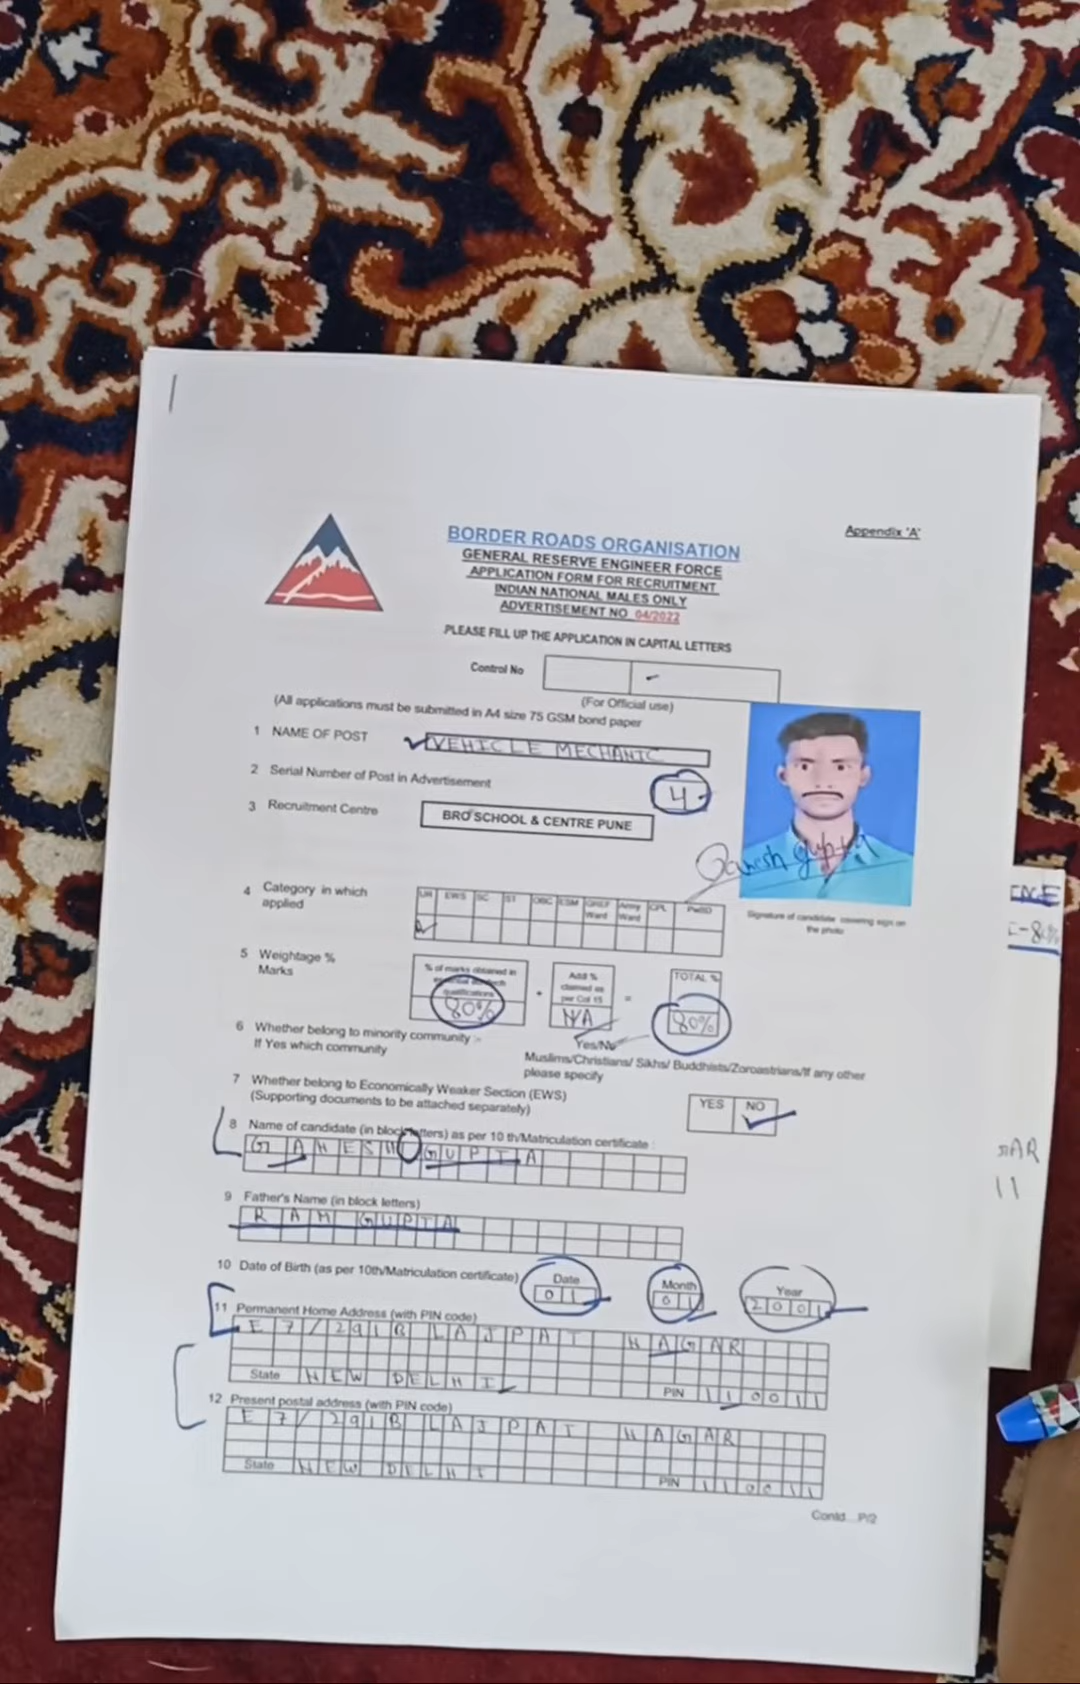 Appendix 'A'
BORDER ROADS ORGANISATION
GENERAL RESERVE ENGINEER FORCE
APPLICATION FORM FOR RECRUITMENT
INDIAN NATIONAL MALES ONLY
ADVERTISEMENT NO 04/2022
PLEASE FILL UP THE APPLICATION IN CAPITAL LETTERS
Control No
(For Official use)
(All applications must be submitted in A4 size 75 GSM bond paper
1 NAME OF POST VEHICLE MECHANIC
2 Serial Number of Post in Advertisement 4
3 Recruitment Centre BRO SCHOOL & CENTRE PUNE
Ganesh gupta
Signature of candidate covering sign on the photo
4 Category in which applied
UR EWS SC ST OBC ESM GREF Ward Army Ward CPL PwBD
5 Weightage % Marks
% of marks obtained in qualifications 80%
+
Addl % claimed as per Col 15 N/A
=
TOTAL % 80%
6 Whether belong to minority community :- Yes/No
If Yes which community
Muslims/Christians/ Sikhs/ Buddhists/Zoroastrians/If any other
please specify
7 Whether belong to Economically Weaker Section (EWS)
(Supporting documents to be attached separately)
YES NO
8 Name of candidate (in block letters) as per 10 th/Matriculation certificate :
GANESH GUPTA
9 Father's Name (in block letters)
RAM GUPTA
10 Date of Birth (as per 10th/Matriculation certificate)
Date 01 Month 01 Year 2001
11 Permanent Home Address (with PIN code)
E 7/291B LAJPAT NAGAR
State NEW DELHI PIN 110011
12 Present postal address (with PIN code)
E 7/291B LAJPAT NAGAR
State NEW DELHI PIN 110011
Contd...P/2